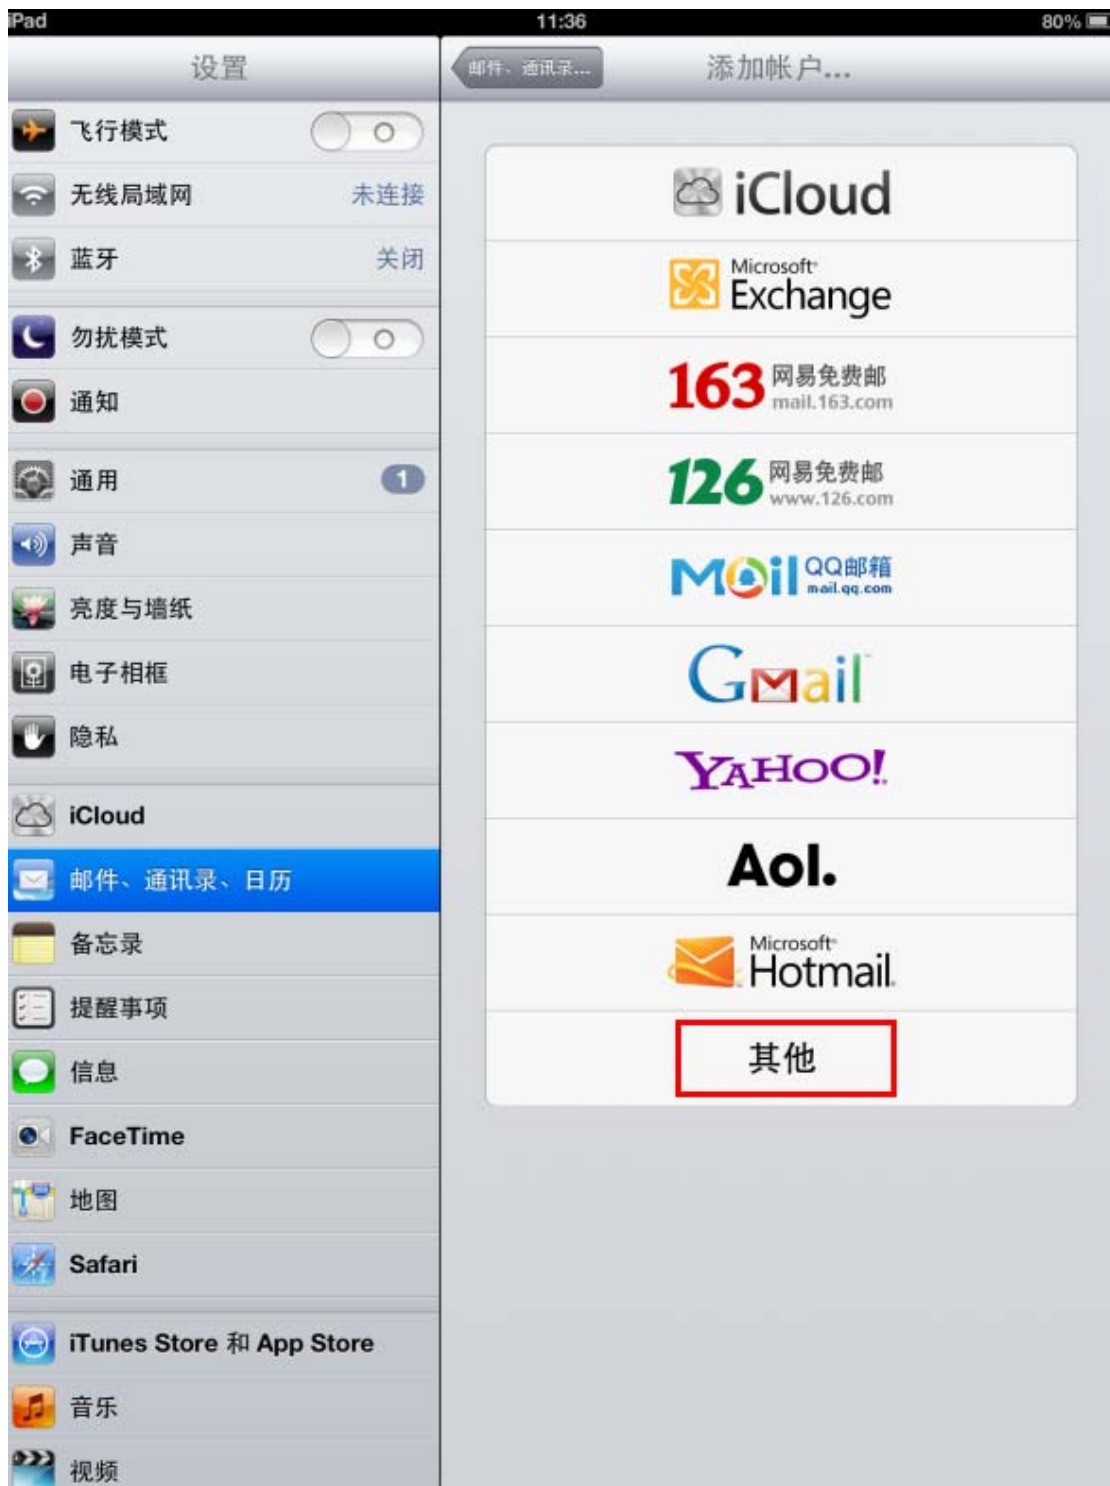 iPad
11:36
80%
设置
飞行模式
无线局域网 未连接
蓝牙 关闭
勿扰模式
通知
通用 1
声音
亮度与墙纸
电子相框
隐私
iCloud
邮件、通讯录、日历
备忘录
提醒事项
信息
FaceTime
地图
Safari
iTunes Store 和 App Store
音乐
视频
邮件、通讯录...
添加帐户...
iCloud
Microsoft
Exchange
163 网易免费邮
mail.163.com
126 网易免费邮
www.126.com
Mail QQ邮箱
mail.qq.com
Gmail
YAHOO!
Aol.
Microsoft
Hotmail
其他